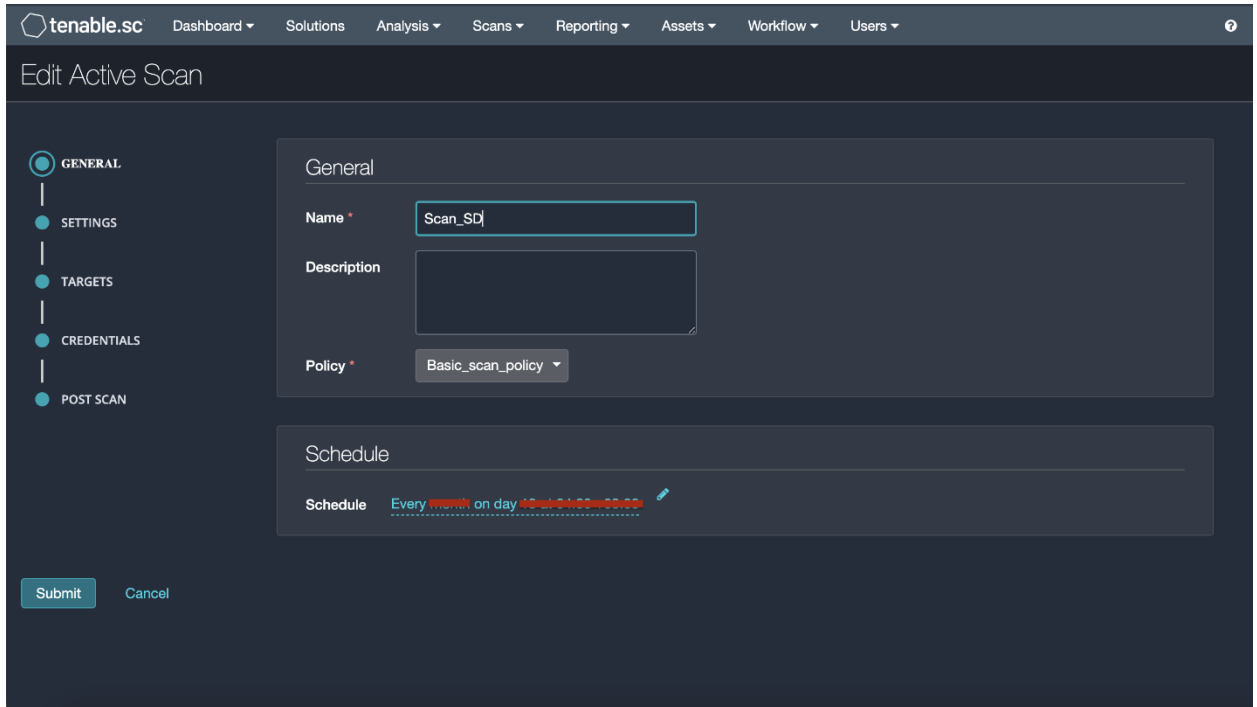 tenable.sc Dashboard Solutions Analysis Scans Reporting Assets Workflow Users
Edit Active Scan
GENERAL
SETTINGS
TARGETS
CREDENTIALS
POST SCAN
General
Name *
Scan_SD
Description
Policy *
Basic_scan_policy
Schedule
Schedule Every on day
Submit Cancel